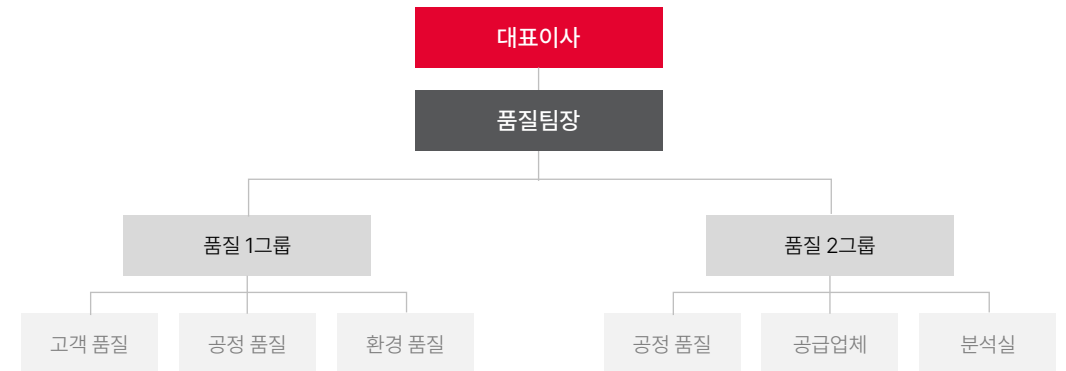 대표이사
품질팀장
품질 1그룹
품질 2그룹
고객 품질
공정 품질
환경 품질
공정 품질
공급업체
분석실